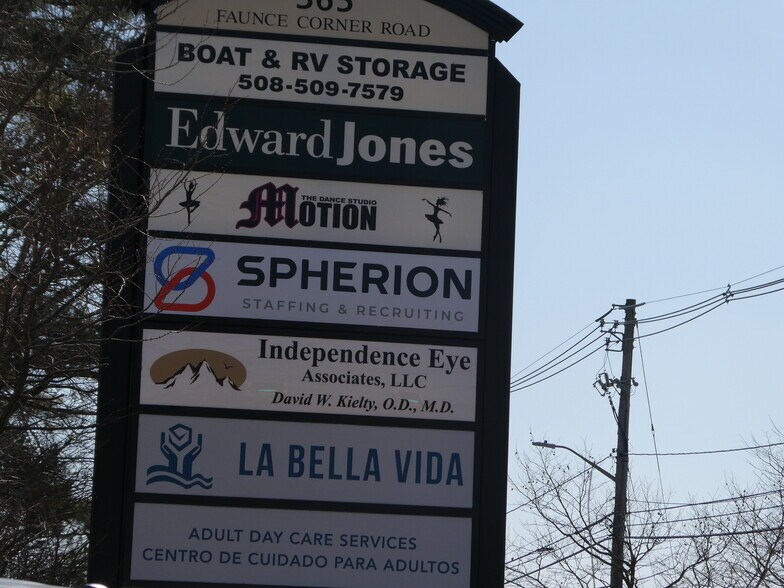 565
FAUNCE CORNER ROAD
BOAT & RV STORAGE
508-509-7579
Edward Jones
THE DANCE STUDIO
MOTION
SPHERION
STAFFING & RECRUITING
Independence Eye
Associates, LLC
David W. Kielty, O.D., M.D.
LA BELLA VIDA
ADULT DAY CARE SERVICES
CENTRO DE CUIDADO PARA ADULTOS